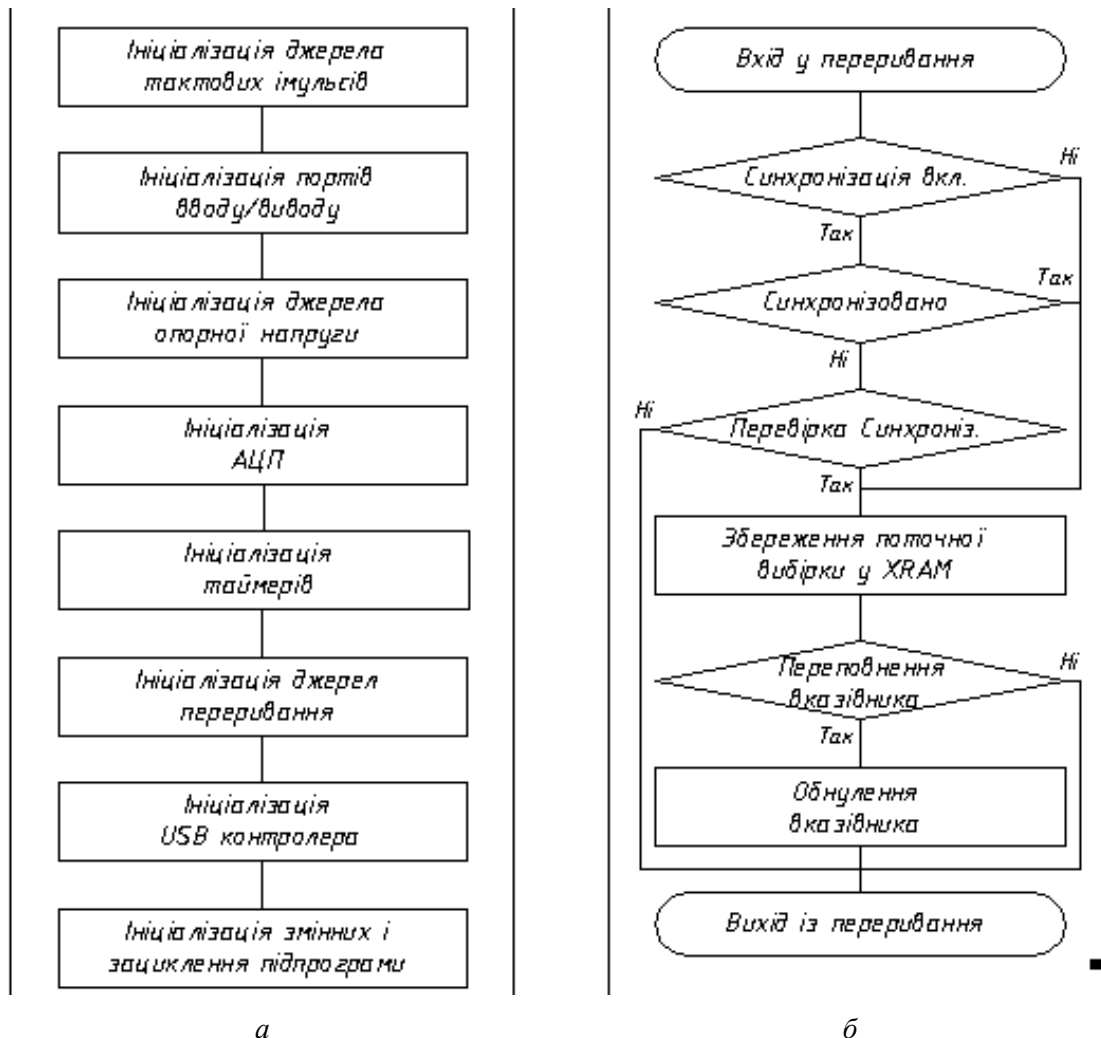 Ініціалізація джерела
тактових імульсів
Ініціалізація портів
вводу/виводу
Ініціалізація джерела
опорної напруги
Ініціалізація
АЦП
Ініціалізація
таймерів
Ініціалізація джерел
переривання
Ініціалізація
USB контролера
Ініціалізація змінних і
зациклення підпрограми
а
Вхід у переривання
Ні
Синхронізація вкл.
Так
Так
Синхронізовано
Ні
Ні
Перевірка Синхроніз.
Так
Збереження поточної
вибірки у XRAM
Переповнення
Ні
вказівника
Так
Обнулення
вказівника
Вихід із переривання
б